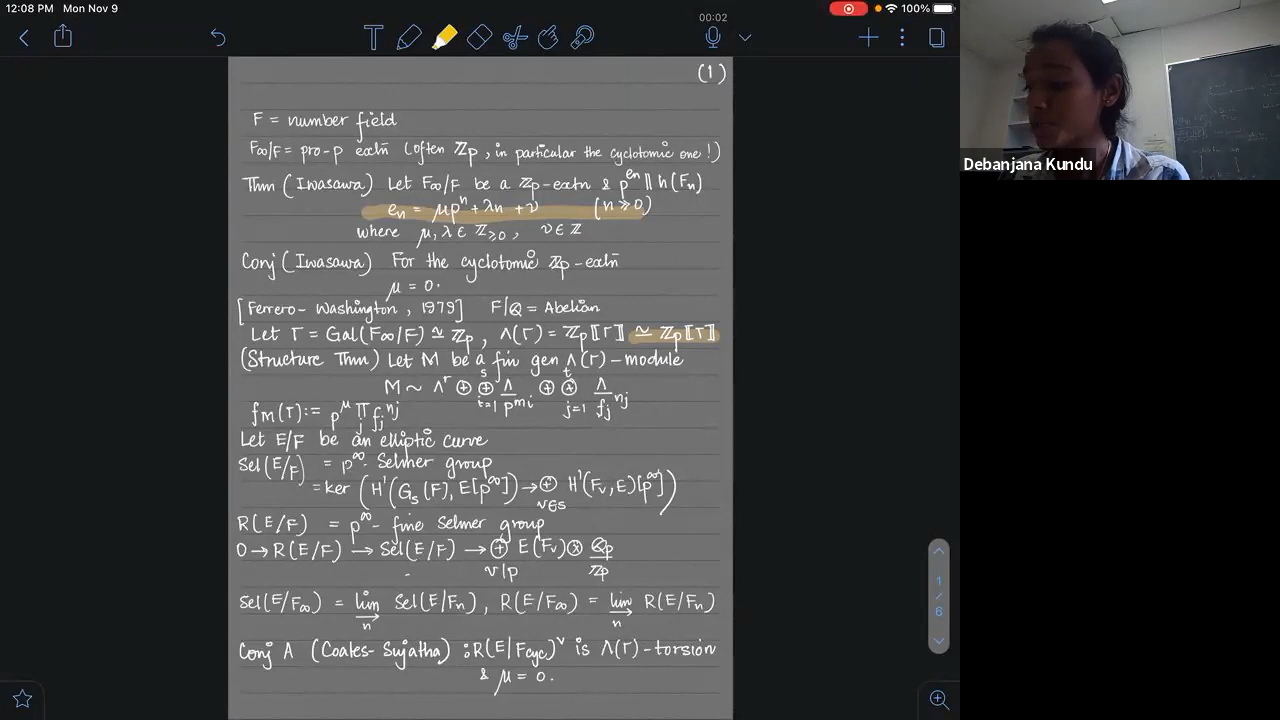 12:08 PM Mon Nov 9
100%
00:02
(1)
F = number field
F∞/F = pro-p extn (often ℤp, in particular the cyclotomic one!)
Thm (Iwasawa) Let F∞/F be a ℤp-extn & p^en || h(Fn)
en = μp^n + λn + ν (n ≫ 0)
where μ, λ ∈ ℤ≥0, ν ∈ ℤ
Conj (Iwasawa) For the cyclotomic ℤp-extn
μ = 0.
[Ferrero-Washington, 1979] F/Q = Abelian
Let Γ = Gal(F∞/F) ≃ ℤp, Λ(Γ) = ℤp⟦Γ⟧ ≃ ℤp⟦T⟧
(Structure Thm) Let M be a fin gen Λ(Γ)-module
M ~ Λ^r ⊕ ⊕_{i=1}^{s} Λ/p^{mi} ⊕ ⊕_{j=1}^{t} Λ/fj^{nj}
fM(T) := p^μ ∏_j fj^{nj}
Let E/F be an elliptic curve
Sel(E/F) = p^∞- Selmer group
= ker (H¹(Gs(F), E[p^∞]) → ⊕_{v∈S} H¹(Fv, E)[p^∞])
R(E/F) = p^∞- fine Selmer group
0 → R(E/F) → Sel(E/F) → ⊕_{v|p} E(Fv) ⊗ Qp/ℤp
Sel(E/F∞) = lim→n Sel(E/Fn), R(E/F∞) = lim→n R(E/Fn)
Conj A (Coates-Sujatha) : R(E/Fcyc)^∨ is Λ(Γ)-torsion
& μ = 0.
1
/
6
Debanjana Kundu